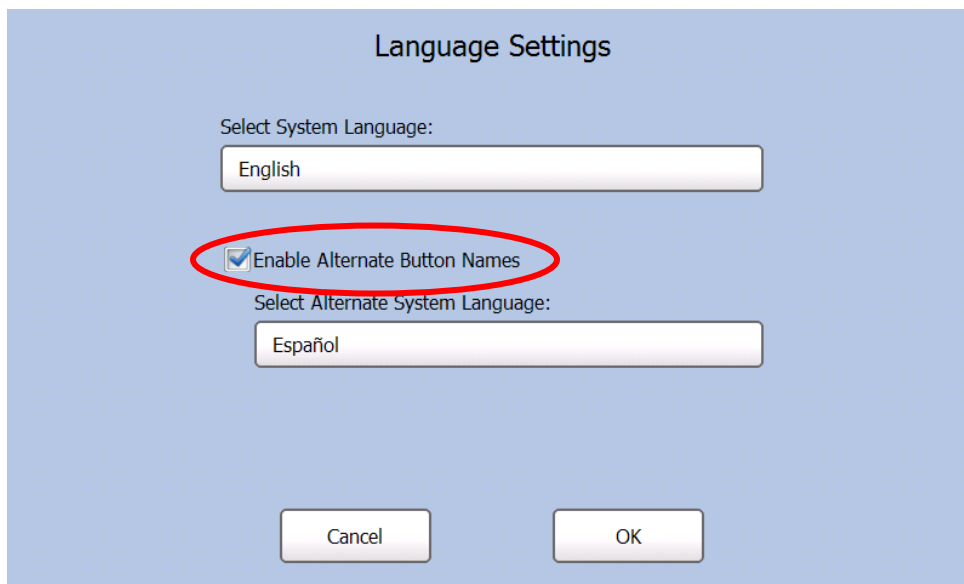 Language Settings
Select System Language:
English
Enable Alternate Button Names
Select Alternate System Language:
Español
Cancel OK